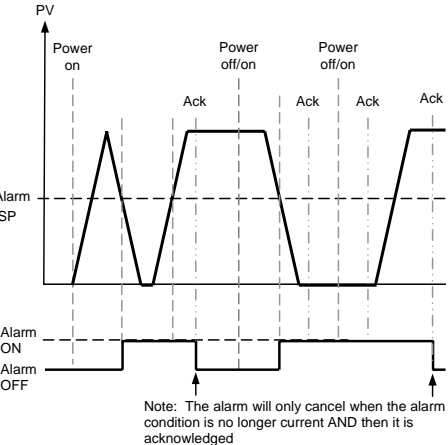 PV
Power
on
Power
off/on
Power
off/on
Ack
Ack
Ack
Ack
Alarm
SP
Alarm
ON
Alarm
OFF
Note: The alarm will only cancel when the alarm
condition is no longer current AND then it is
acknowledged